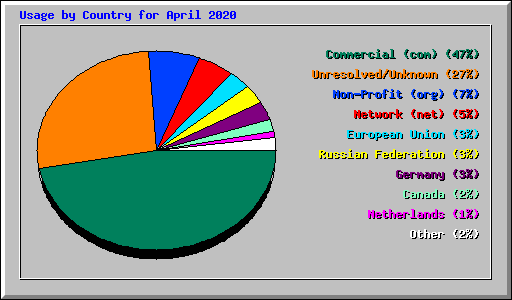 Usage by Country for April 2020
Commercial (com) (47%)
Unresolved/Unknown (27%)
Non-Profit (org) (7%)
Network (net) (5%)
European Union (3%)
Russian Federation (3%)
Germany (3%)
Canada (2%)
Netherlands (1%)
Other (2%)